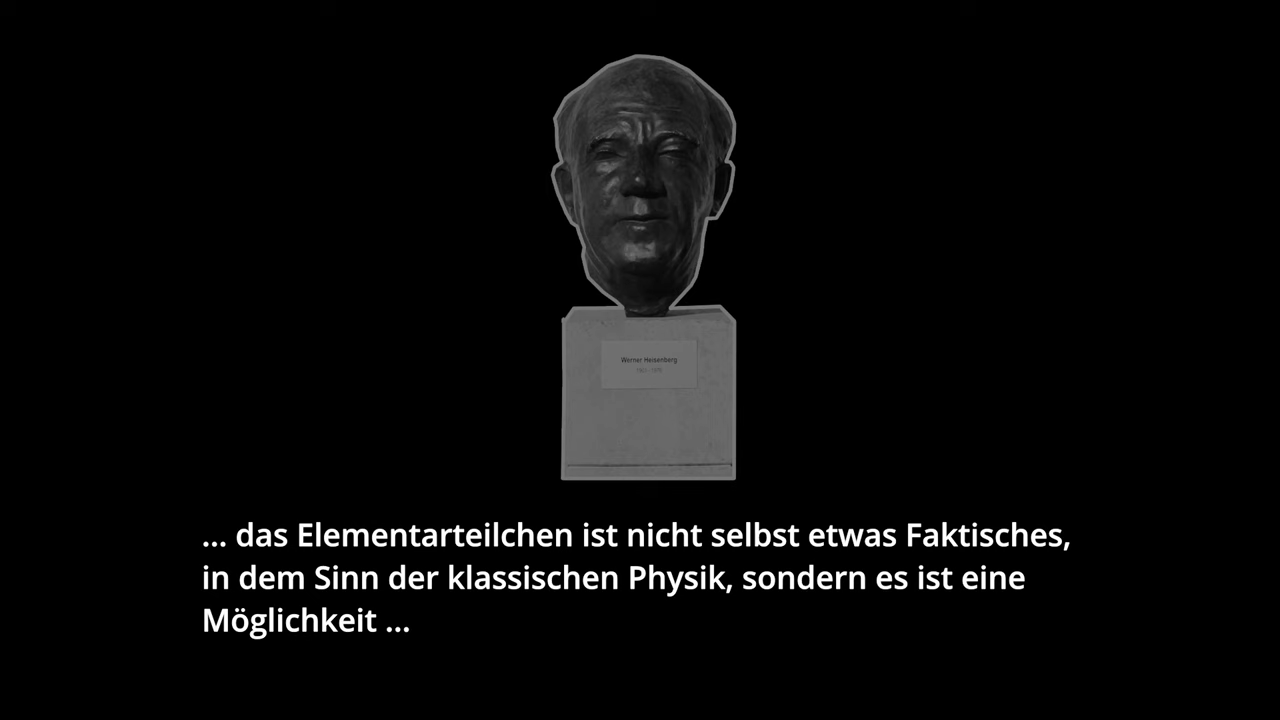 Werner Heisenberg
... das Elementarteilchen ist nicht selbst etwas Faktisches,
in dem Sinn der klassischen Physik, sondern es ist eine
Möglichkeit ...